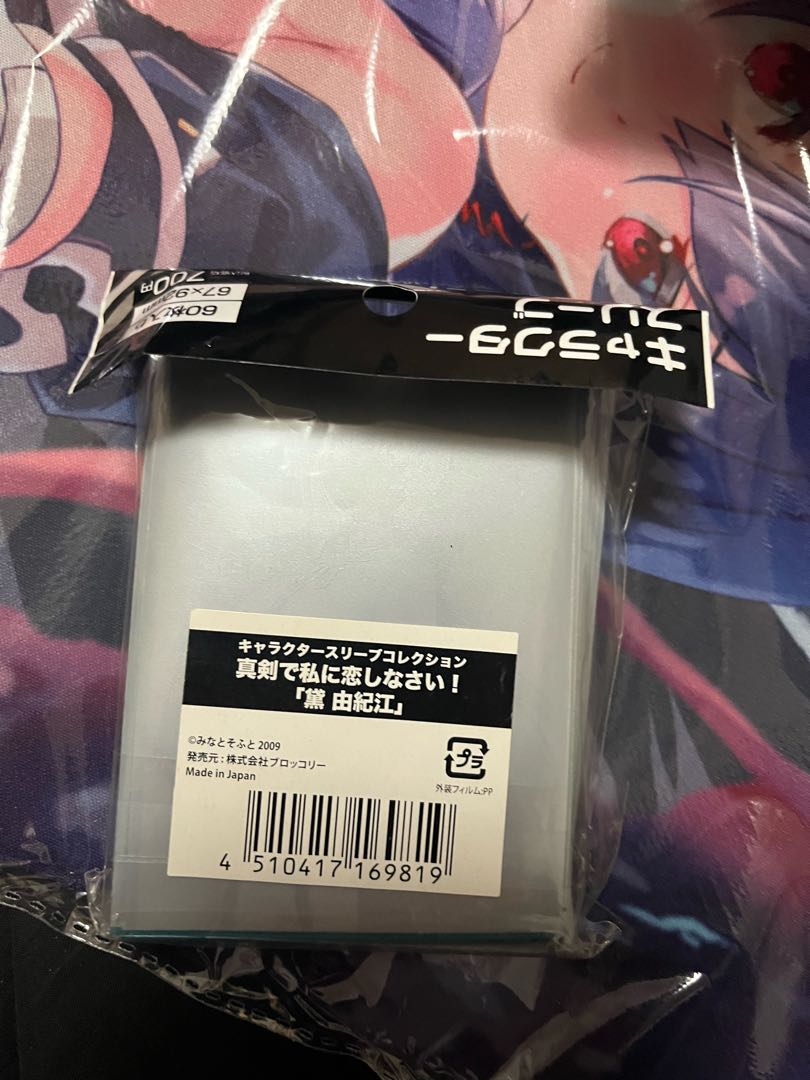 キャラクター
スリーブ
60枚入り
67×92mm
700円
キャラクタースリーブコレクション
真剣で私に恋しなさい！
「黛 由紀江」
©みなとそふと 2009
発売元 : 株式会社ブロッコリー
Made in Japan
プラ
外装フィルム:PP
4 510417 169819